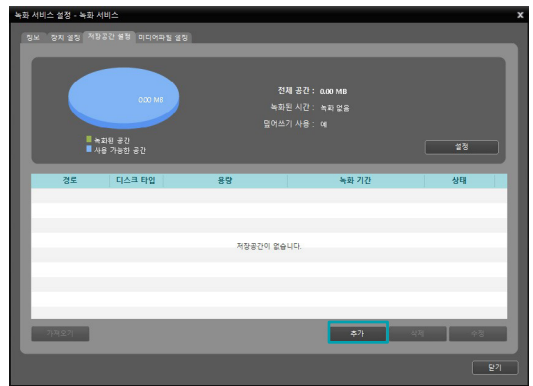 녹화 서비스 설정 - 녹화 서비스
정보 장치 설정 저장공간 설정 미디어파일 설정
0.00 MB
전체 공간 : 0.00 MB
녹화된 시간 : 녹화 없음
덮어쓰기 사용 : 예
녹화된 공간
사용 가능한 공간
설정
경로 디스크 타입 용량 녹화 기간 상태
저장공간이 없습니다.
가져오기 추가 삭제 수정
닫기